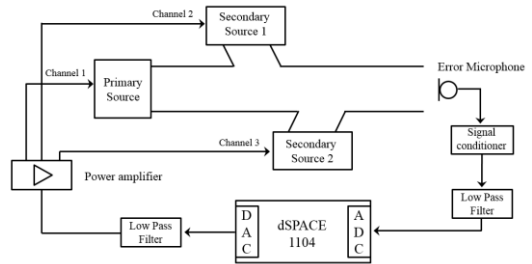 Channel 2
Secondary
Source 1
Channel 1
Primary
Source
Error Microphone
Signal
conditioner
Channel 3
Secondary
Source 2
Power amplifier
Low Pass
Filter
Low Pass
Filter
D
A
C
dSPACE
1104
A
D
C